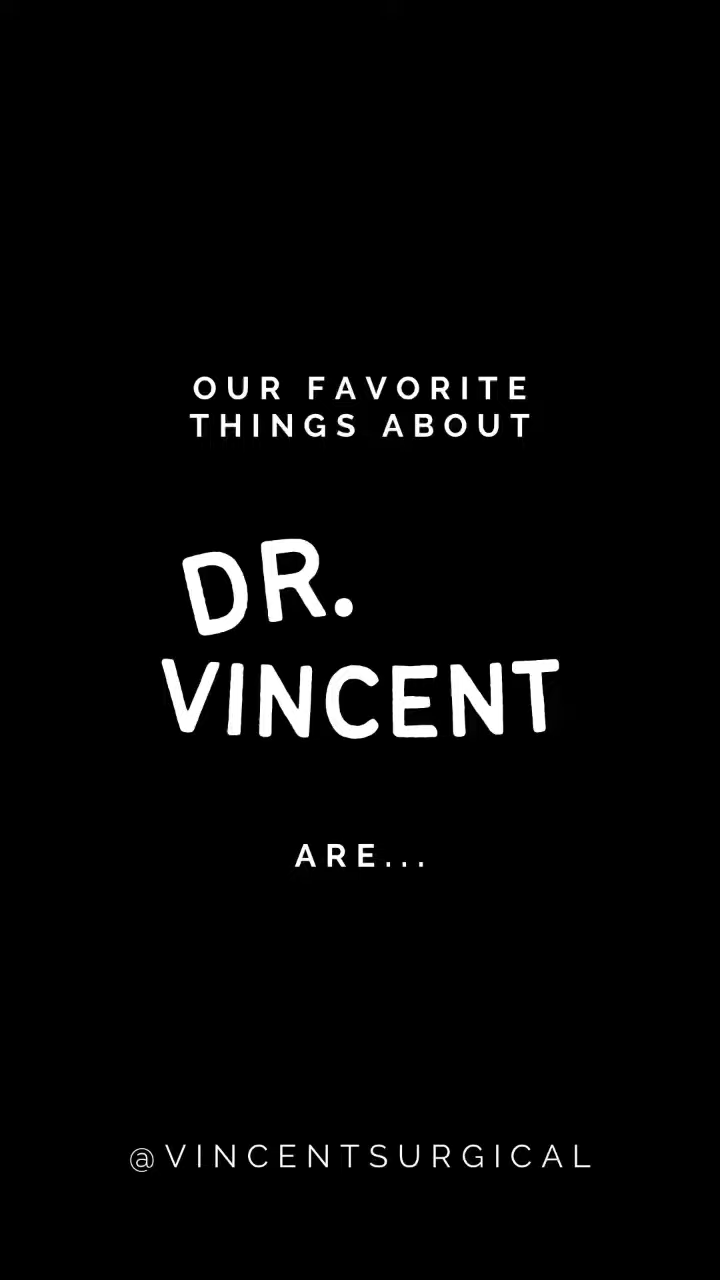 OUR FAVORITE
THINGS ABOUT
DR.
VINCENT
ARE...
@VINCENTSURGICAL